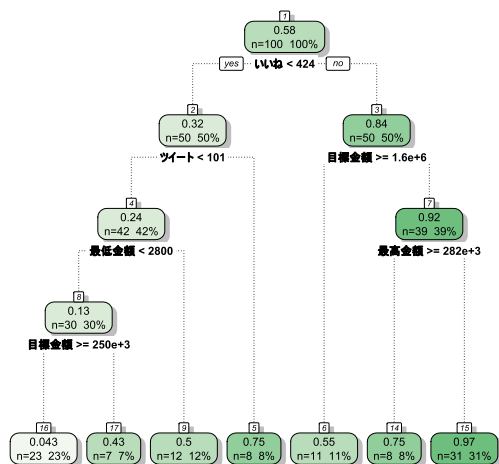 1
0.58
n=100 100%
yes いいね < 424 no
2
0.32
n=50 50%
3
0.84
n=50 50%
ツイート < 101
目標金額 >= 1.6e+6
4
0.24
n=42 42%
7
0.92
n=39 39%
最低金額 < 2800
最高金額 >= 282e+3
8
0.13
n=30 30%
目標金額 >= 250e+3
16
0.043
n=23 23%
17
0.43
n=7 7%
9
0.5
n=12 12%
5
0.75
n=8 8%
6
0.55
n=11 11%
14
0.75
n=8 8%
15
0.97
n=31 31%